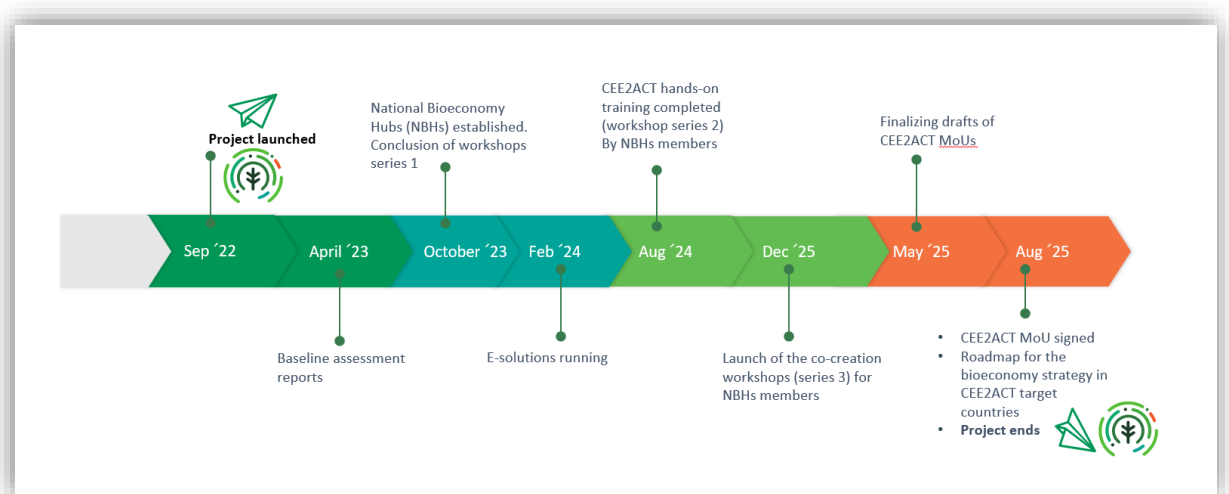 Project launched
National Bioeconomy
Hubs (NBHs) established.
Conclusion of workshops
series 1
CEE2ACT hands-on
training completed
(workshop series 2)
By NBHs members
Finalizing drafts of
CEE2ACT MoUs
Sep ´22
April ´23
October ´23
Feb ´24
Aug ´24
Dec ´25
May ´25
Aug ´25
Baseline assessment
reports
E-solutions running
Launch of the co-creation
workshops (series 3) for
NBHs members
• CEE2ACT MoU signed
• Roadmap for the
bioeconomy strategy in
CEE2ACT target
countries
• Project ends